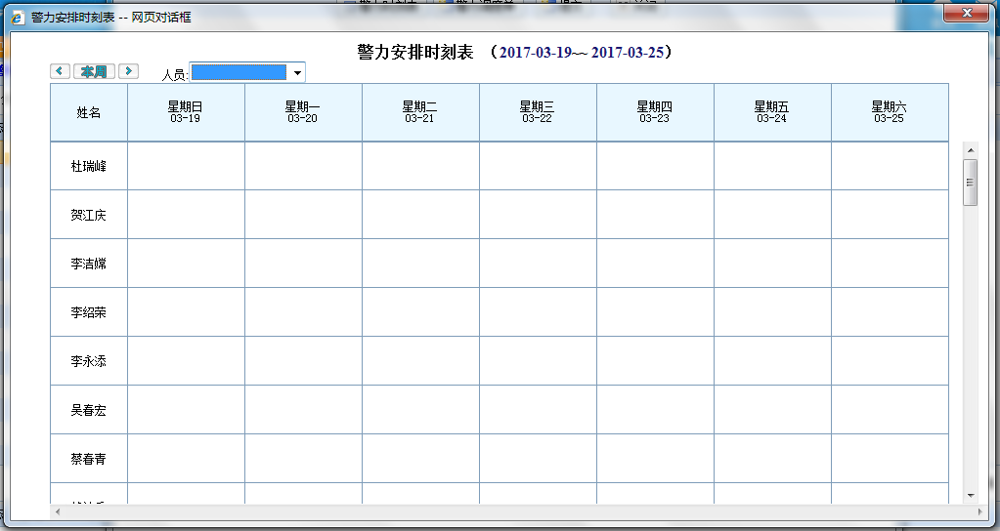 警力安排时刻表 -- 网页对话框
警力安排时刻表 （2017-03-19~~ 2017-03-25）
本周 人员:
姓名 星期日 03-19 星期一 03-20 星期二 03-21 星期三 03-22 星期四 03-23 星期五 03-24 星期六 03-25
杜瑞峰
贺江庆
李洁嫦
李绍荣
李永添
吴春宏
蔡春青